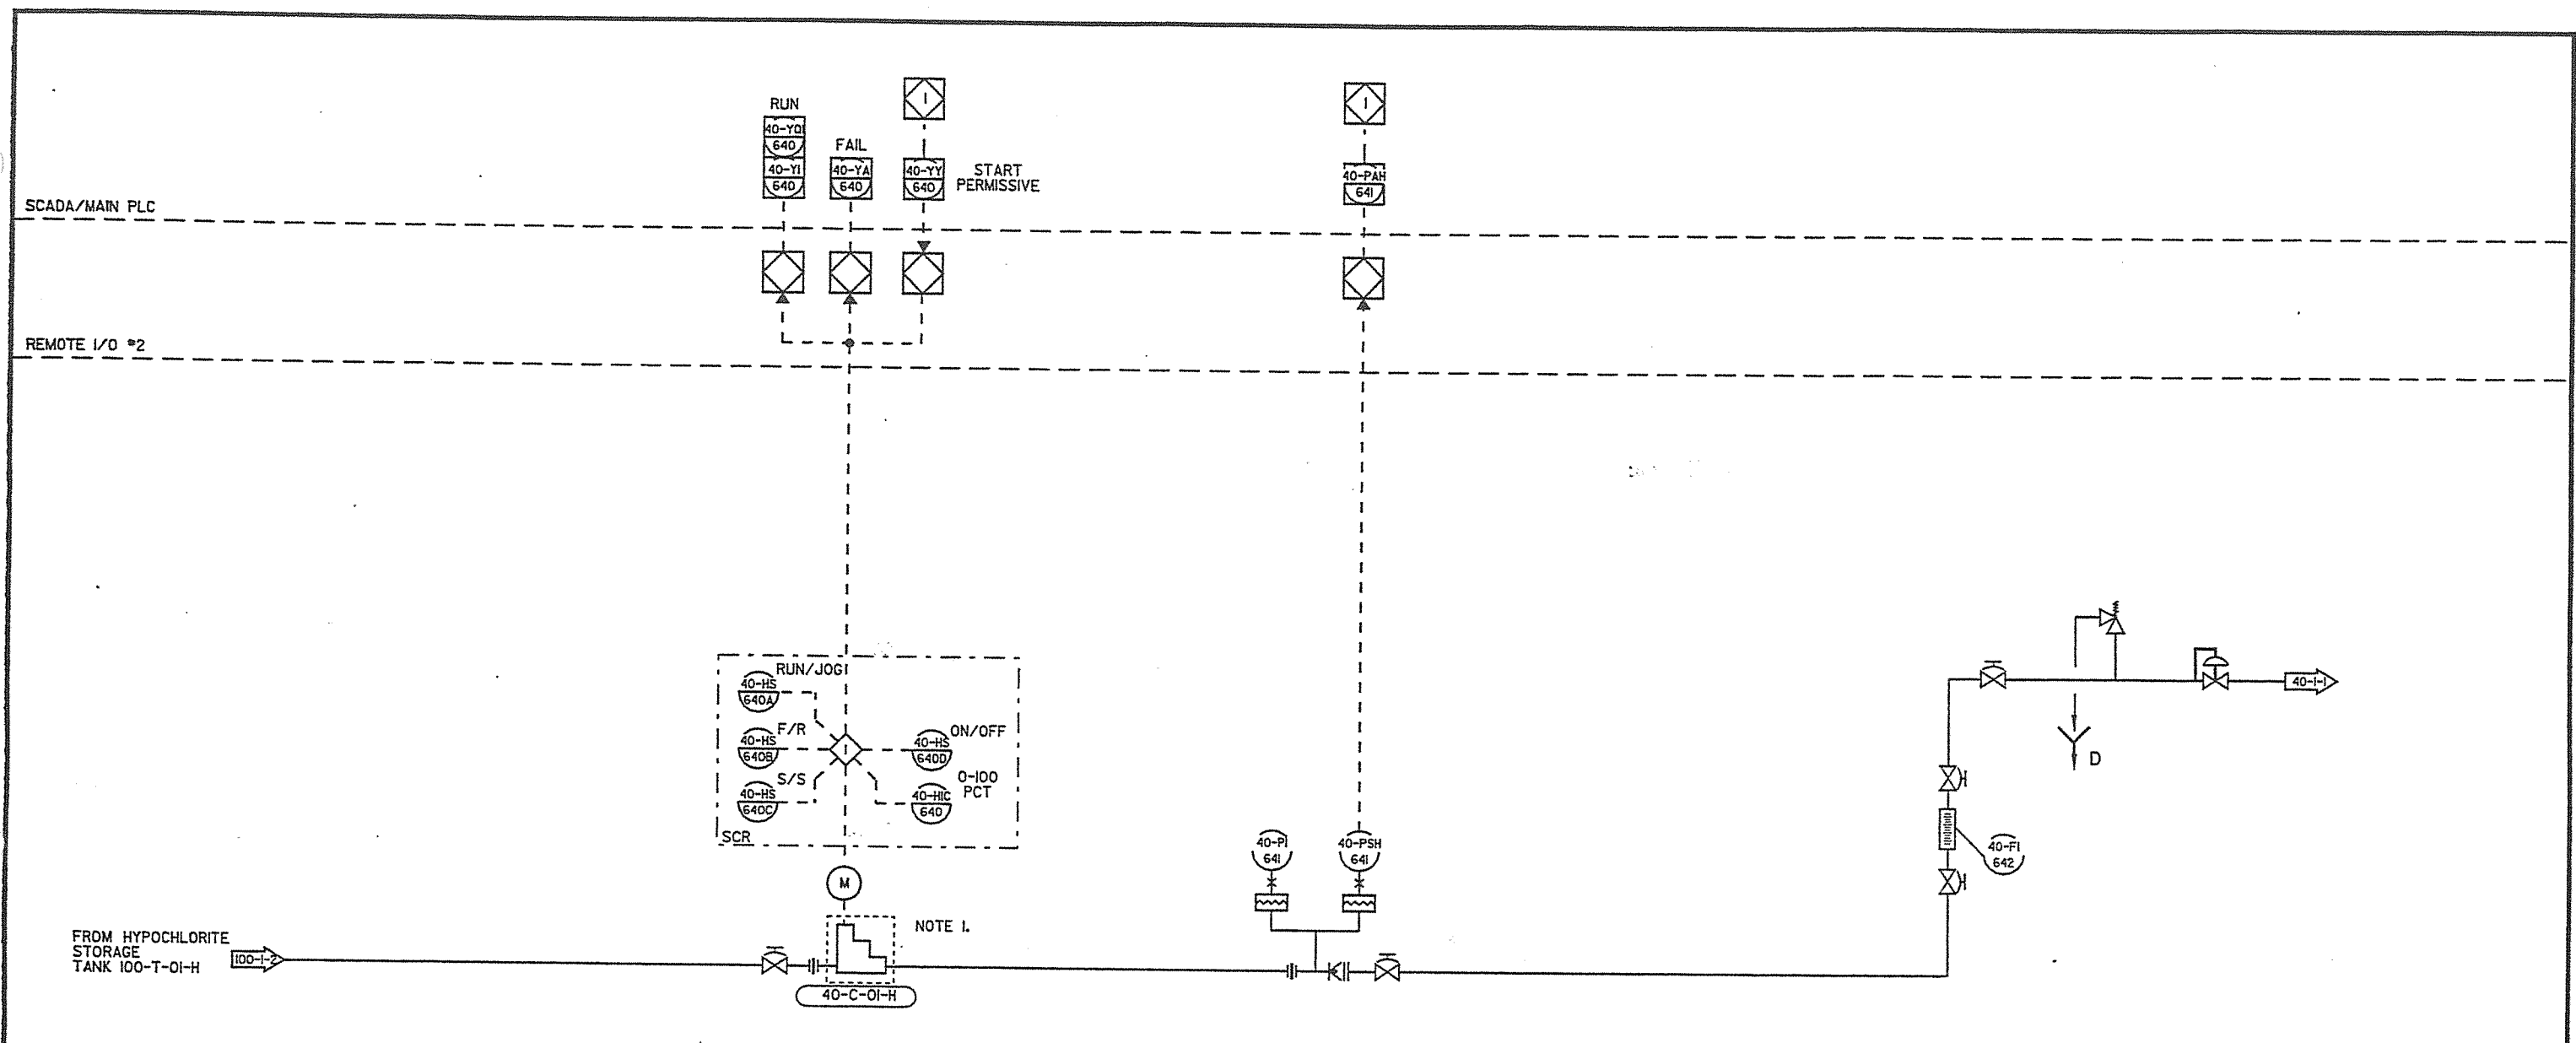 RUN
40-YQI
640
40-YI
640
FAIL
40-YA
640
I
40-YY
640
START
PERMISSIVE
I
40-PAH
641
SCADA/MAIN PLC
REMOTE I/O #2
RUN/JOG
40-HS
640A
F/R
40-HS
640B
S/S
40-HS
640C
I
ON/OFF
40-HS
640D
0-100
PCT
40-HIC
640
SCR
M
NOTE 1.
FROM HYPOCHLORITE
STORAGE
TANK 100-T-01-H
100-1-2
40-C-01-H
40-PI
641
40-PSH
641
40-FI
642
D
40-1-1